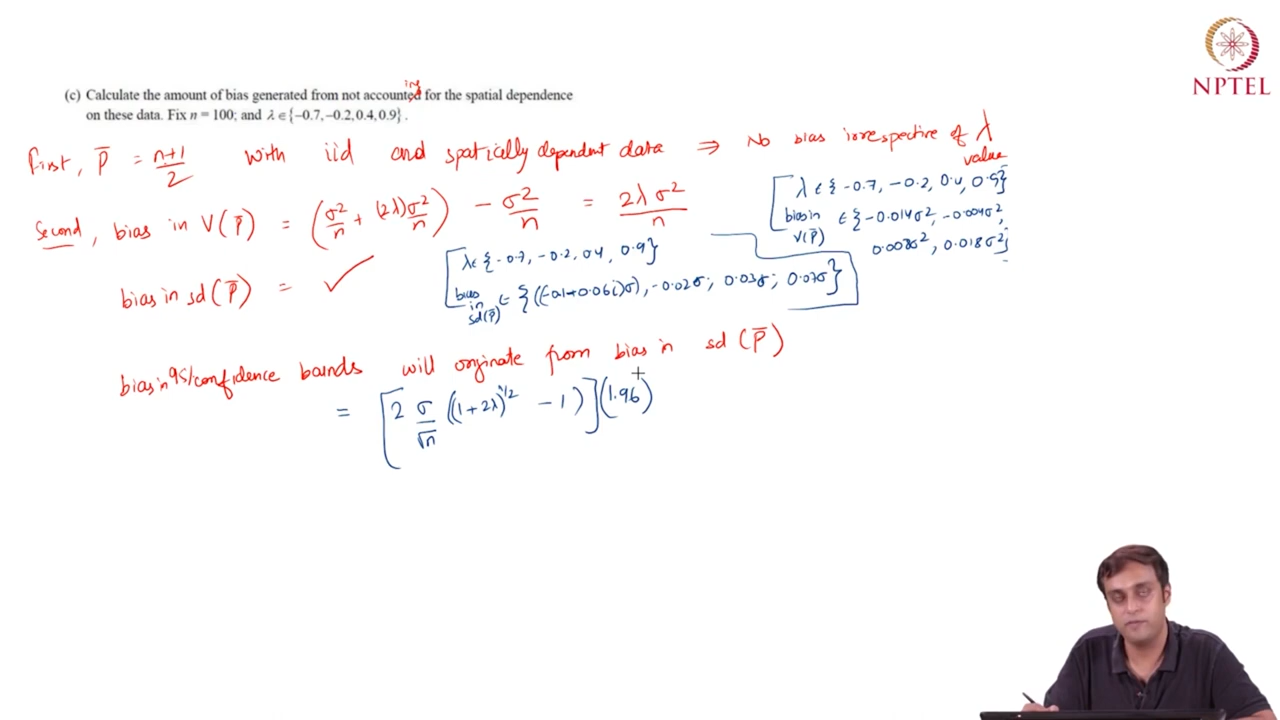 NPTEL
(c) Calculate the amount of bias generated from not accounted ing for the spatial dependence
on these data. Fix n = 100; and λ ∈ {−0.7, −0.2, 0.4, 0.9}.
First, P̄ = n+1/2 with iid and spatially dependent data ⇒ No bias irrespective of λ value
[λ ∈ {-0.7, -0.2, 0.4, 0.9}
bias in V(P̄) ∈ {-0.014σ², -0.004σ²,
0.008σ², 0.018σ²}
Second, bias in V(P̄) = (σ²/n + (2λ)σ²/n) - σ²/n = 2λσ²/n
[λ ∈ {-0.7, -0.2, 0.4, 0.9}
bias in sd(P̄) = ✓
bias in sd(P̄) ∈ {((-0.1+0.06i)σ), -0.02σ; 0.03σ; 0.07σ}
bias in 95% confidence bands will orginate from bias in sd(P̄)
= [2 σ/√n ((1+2λ)^1/2 - 1)](1.96)